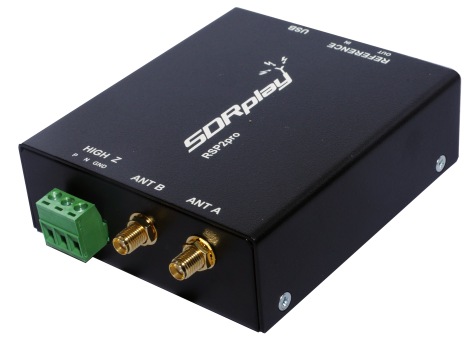 USB
IN OUT
REFERENCE
SDRplay
RSP2pro
HIGH Z
P N GND
ANT B
ANT A